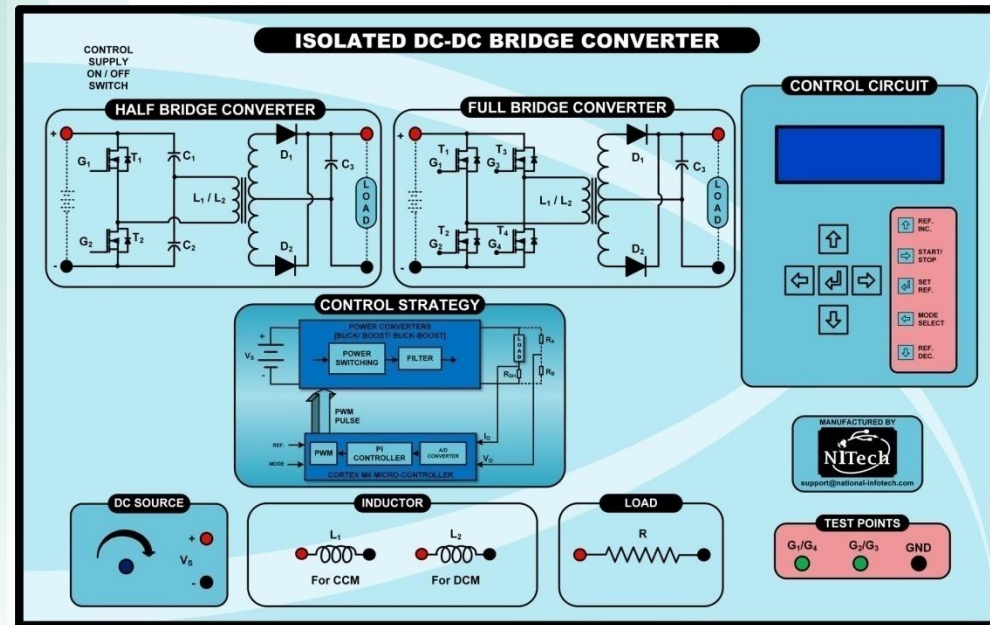 ISOLATED DC-DC BRIDGE CONVERTER
CONTROL
SUPPLY
ON / OFF
SWITCH
HALF BRIDGE CONVERTER
+
G₁
T₁
C₁
G₂
T₂
C₂
-
L₁ / L₂
D₁
D₂
C₃
LOAD
FULL BRIDGE CONVERTER
+
T₁
G₁
T₃
G₃
T₂
G₂
T₄
G₄
-
L₁ / L₂
D₁
D₂
C₃
LOAD
CONTROL CIRCUIT
REF.
INC.
START/
STOP
SET
REF.
MODE
SELECT
REF.
DEC.
CONTROL STRATEGY
POWER CONVERTERS
[BUCK/ BOOST/ BUCK-BOOST]
+
Vₛ
-
POWER
SWITCHING
FILTER
LOAD
R_A
R_SH
R_B
PWM
PULSE
I_O
V_O
REF.
MODE
PWM
PI
CONTROLLER
A/D
CONVERTER
CORTEX M4 MICRO-CONTROLLER
MANUFACTURED BY
NITech
support@national-infotech.com
DC SOURCE
+
Vₛ
-
INDUCTOR
L₁
L₂
For CCM
For DCM
LOAD
R
TEST POINTS
G₁/G₄
G₂/G₃
GND